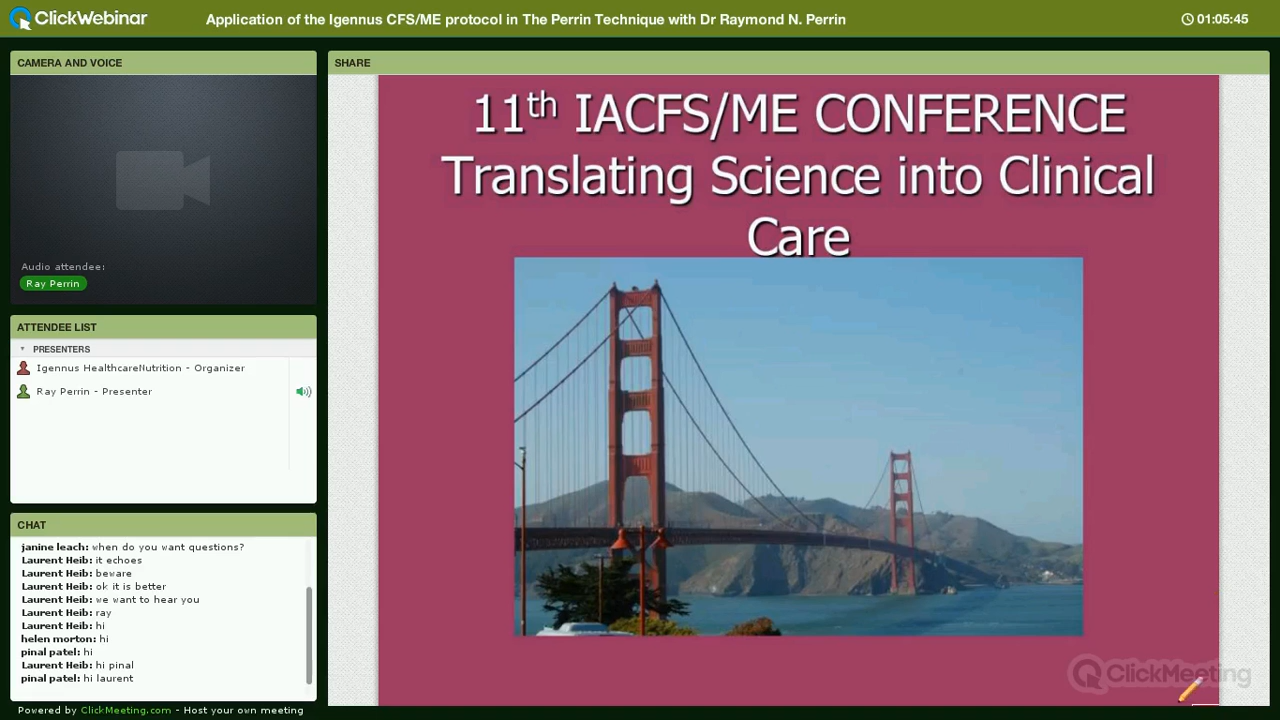 ClickWebinar
Application of the Igennus CFS/ME protocol in The Perrin Technique with Dr Raymond N. Perrin
01:05:45
CAMERA AND VOICE
Audio attendee:
Ray Perrin
ATTENDEE LIST
PRESENTERS
Igennus HealthcareNutrition - Organizer
Ray Perrin - Presenter
CHAT
janine leach: when do you want questions?
Laurent Heib: it echoes
Laurent Heib: beware
Laurent Heib: ok it is better
Laurent Heib: we want to hear you
Laurent Heib: ray
Laurent Heib: hi
helen morton: hi
pinal patel: hi
Laurent Heib: hi pinal
pinal patel: hi laurent
Powered by ClickMeeting.com - Host your own meeting
SHARE
11th IACFS/ME CONFERENCE
Translating Science into Clinical
Care
ClickMeeting